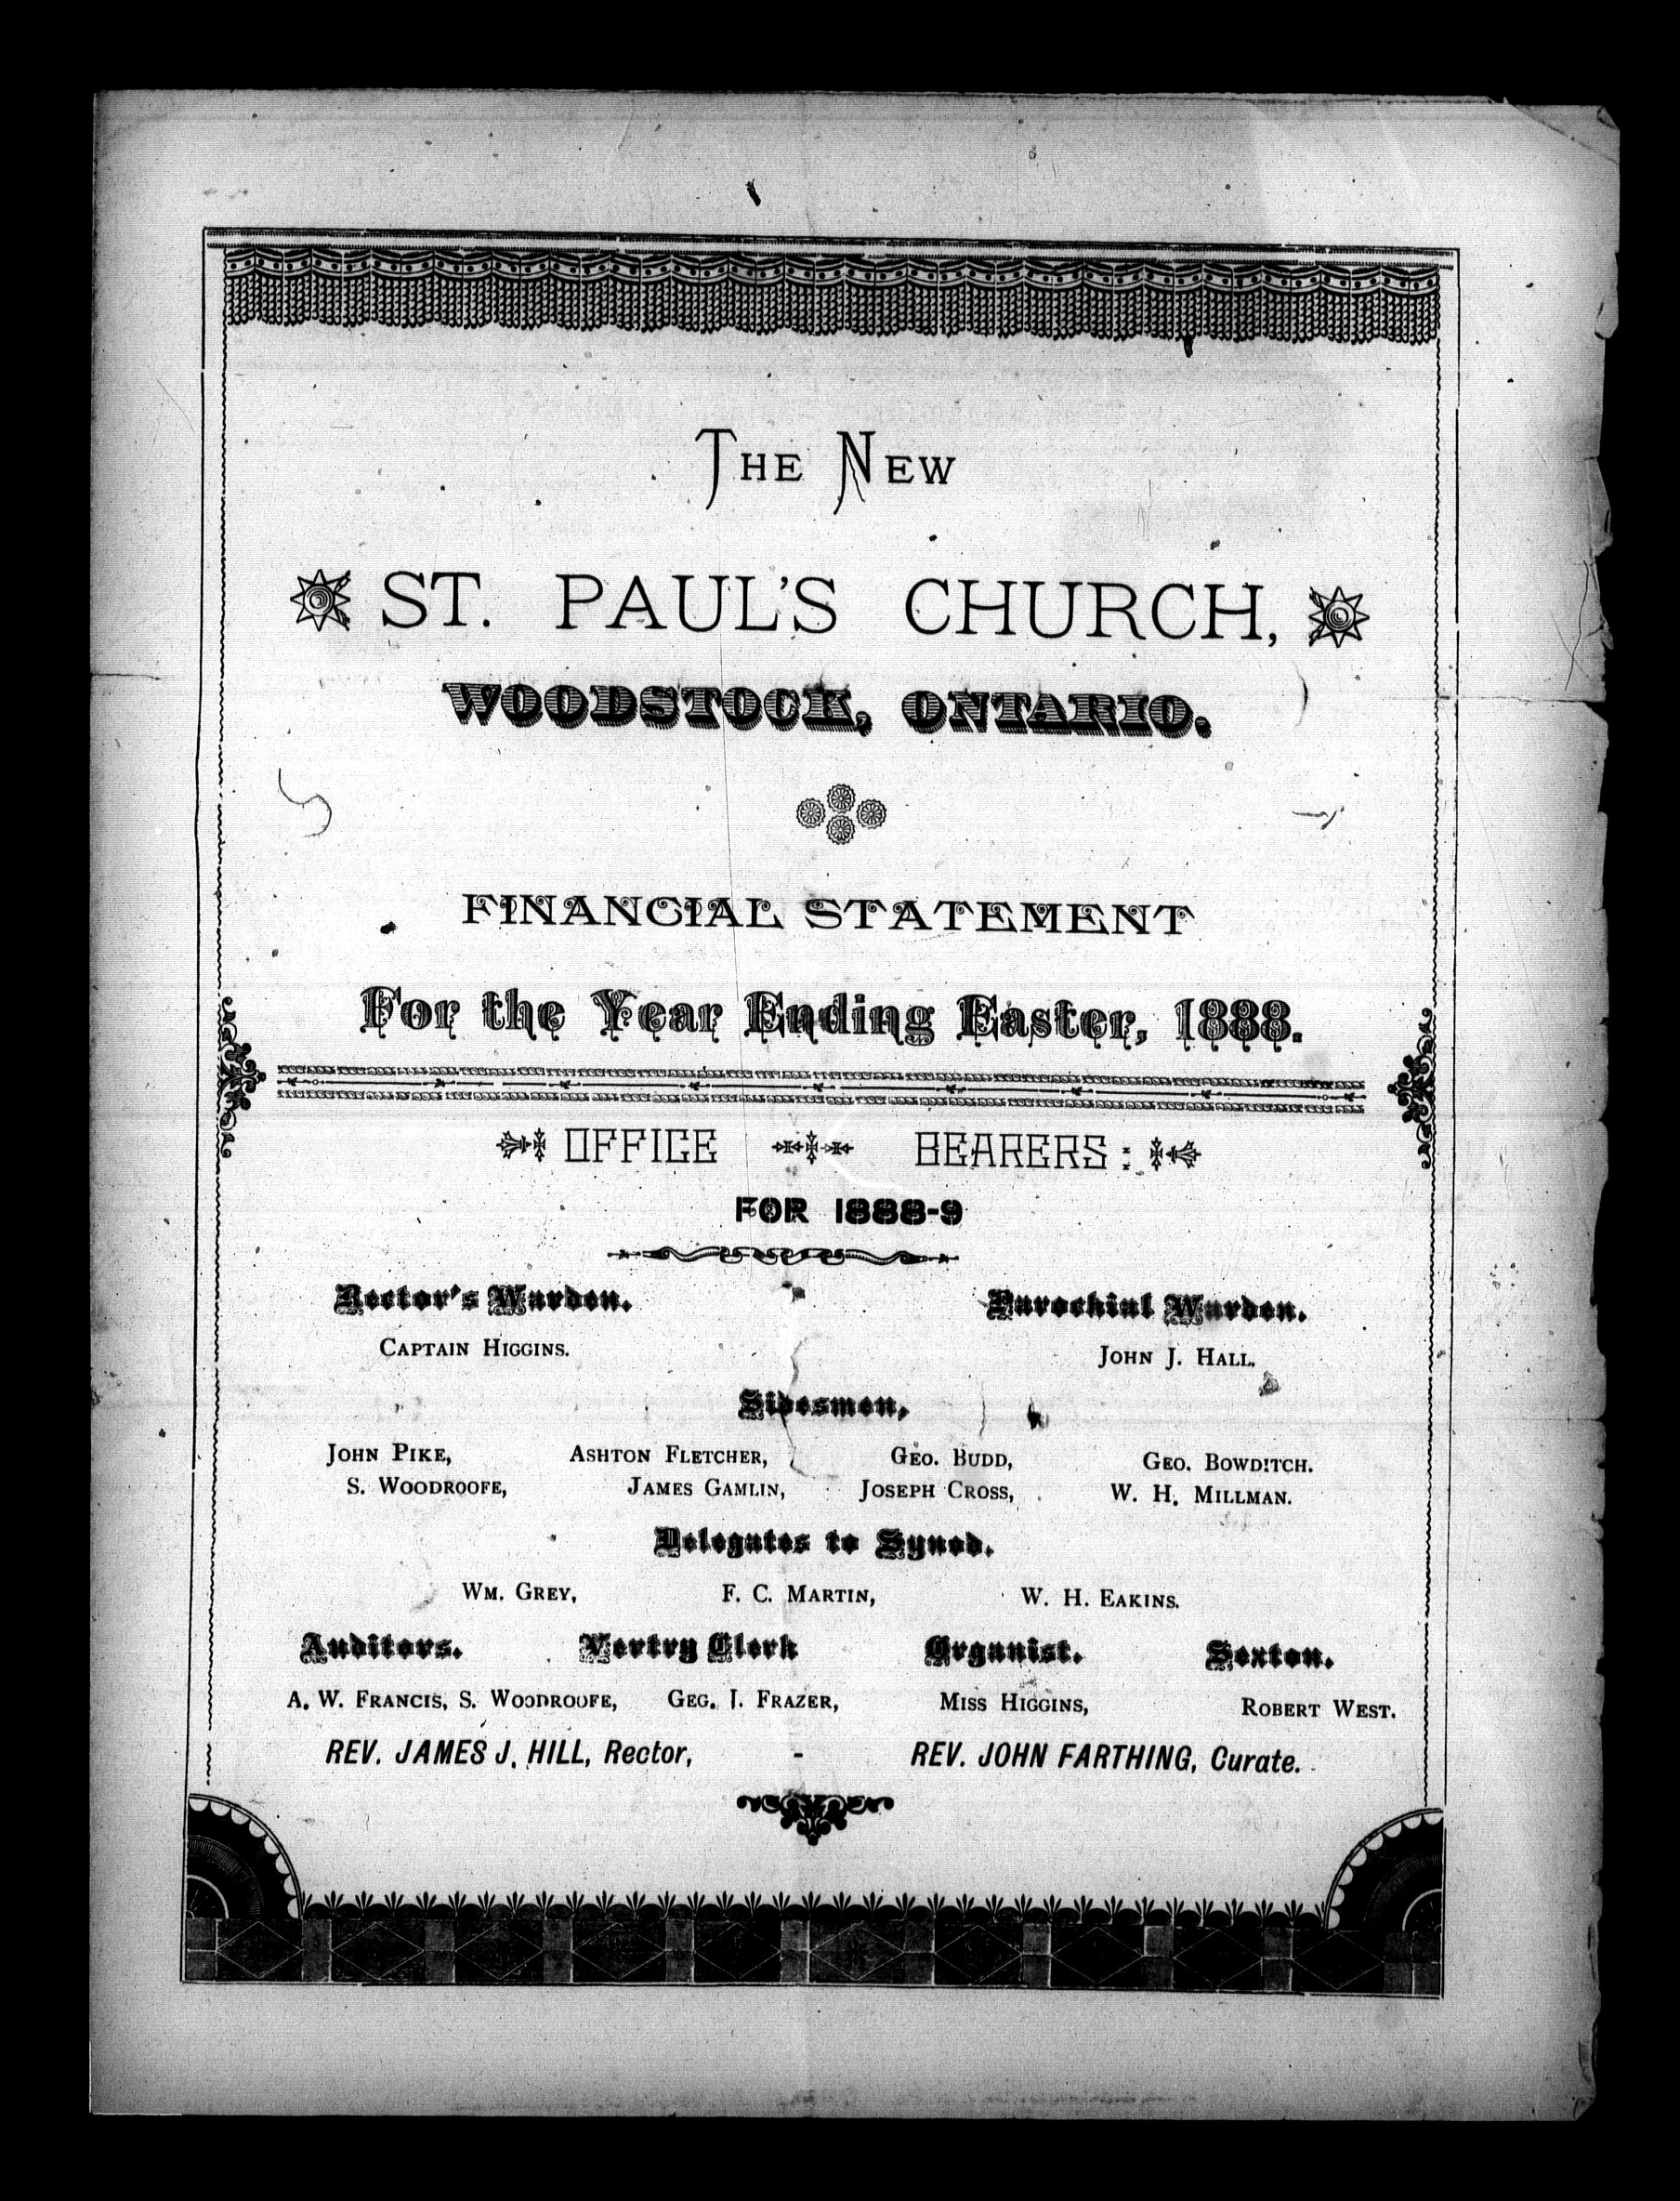 THE NEW
ST. PAUL'S CHURCH,
WOODSTOCK, ONTARIO.
FINANCIAL STATEMENT
For the Year Ending Easter, 1888.
OFFICE BEARERS:
FOR 1888-9
Rector's Warden. Parochial Warden.
CAPTAIN HIGGINS. JOHN J. HALL.
Sidesmen,
JOHN PIKE, ASHTON FLETCHER, GEO. BUDD, GEO. BOWDITCH.
S. WOODROOFE, JAMES GAMLIN, JOSEPH CROSS, W. H. MILLMAN.
Delegates to Synod.
WM. GREY, F. C. MARTIN, W. H. EAKINS.
Auditors. Vertry Clerk Organist. Sexton.
A. W. FRANCIS, S. WOODROOFE, GEG. J. FRAZER, MISS HIGGINS, ROBERT WEST.
REV. JAMES J. HILL, Rector, - REV. JOHN FARTHING, Curate.